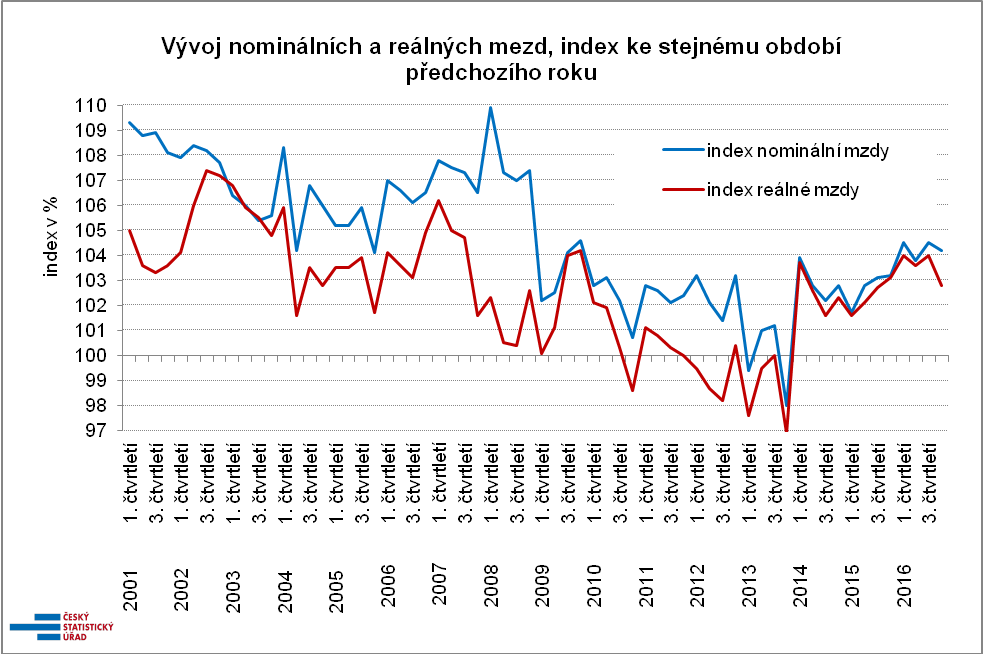 Vývoj nominálních a reálných mezd, index ke stejnému období
předchozího roku
index v %
110
109
108
107
106
105
104
103
102
101
100
99
98
97
index nominální mzdy
index reálné mzdy
1. čtvrtletí
3. čtvrtletí
1. čtvrtletí
3. čtvrtletí
1. čtvrtletí
3. čtvrtletí
1. čtvrtletí
3. čtvrtletí
1. čtvrtletí
3. čtvrtletí
1. čtvrtletí
3. čtvrtletí
1. čtvrtletí
3. čtvrtletí
1. čtvrtletí
3. čtvrtletí
1. čtvrtletí
3. čtvrtletí
1. čtvrtletí
3. čtvrtletí
1. čtvrtletí
3. čtvrtletí
1. čtvrtletí
3. čtvrtletí
1. čtvrtletí
3. čtvrtletí
1. čtvrtletí
3. čtvrtletí
1. čtvrtletí
3. čtvrtletí
1. čtvrtletí
3. čtvrtletí
2001
2002
2003
2004
2005
2006
2007
2008
2009
2010
2011
2012
2013
2014
2015
2016
ČESKÝ
STATISTICKÝ
ÚŘAD